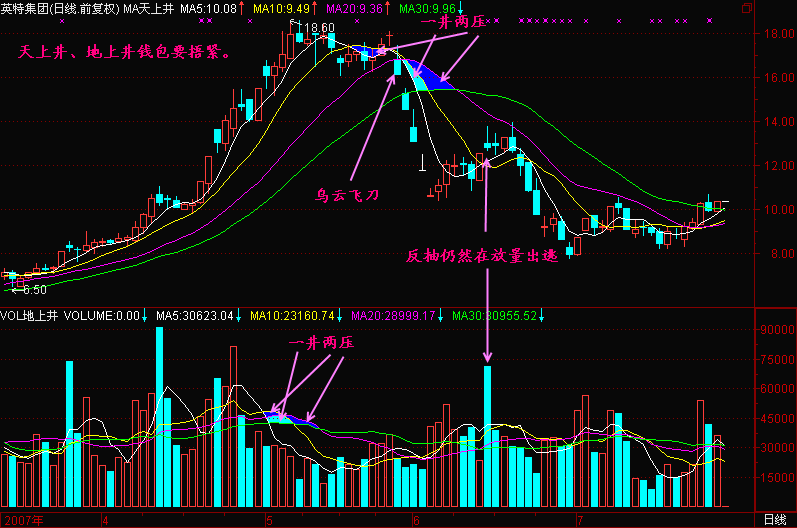 英特集团(日线.前复权) MA天上井 MA5:10.08↑ MA10:9.49↑ MA20:9.36↑ MA30:9.96↓
18.60
一井两压
天上井、地上井钱包要捂紧。
乌云飞刀
反抽仍然在放量出逃
←6.50
18.00
16.00
14.00
12.00
10.00
8.00
VOL地上井 VOLUME:0.00↓ MA5:30623.04↓ MA10:23160.74↓ MA20:28999.17↓ MA30:30955.52↓
一井两压
90000
75000
60000
45000
30000
15000
2007年 4 5 6 7 日线